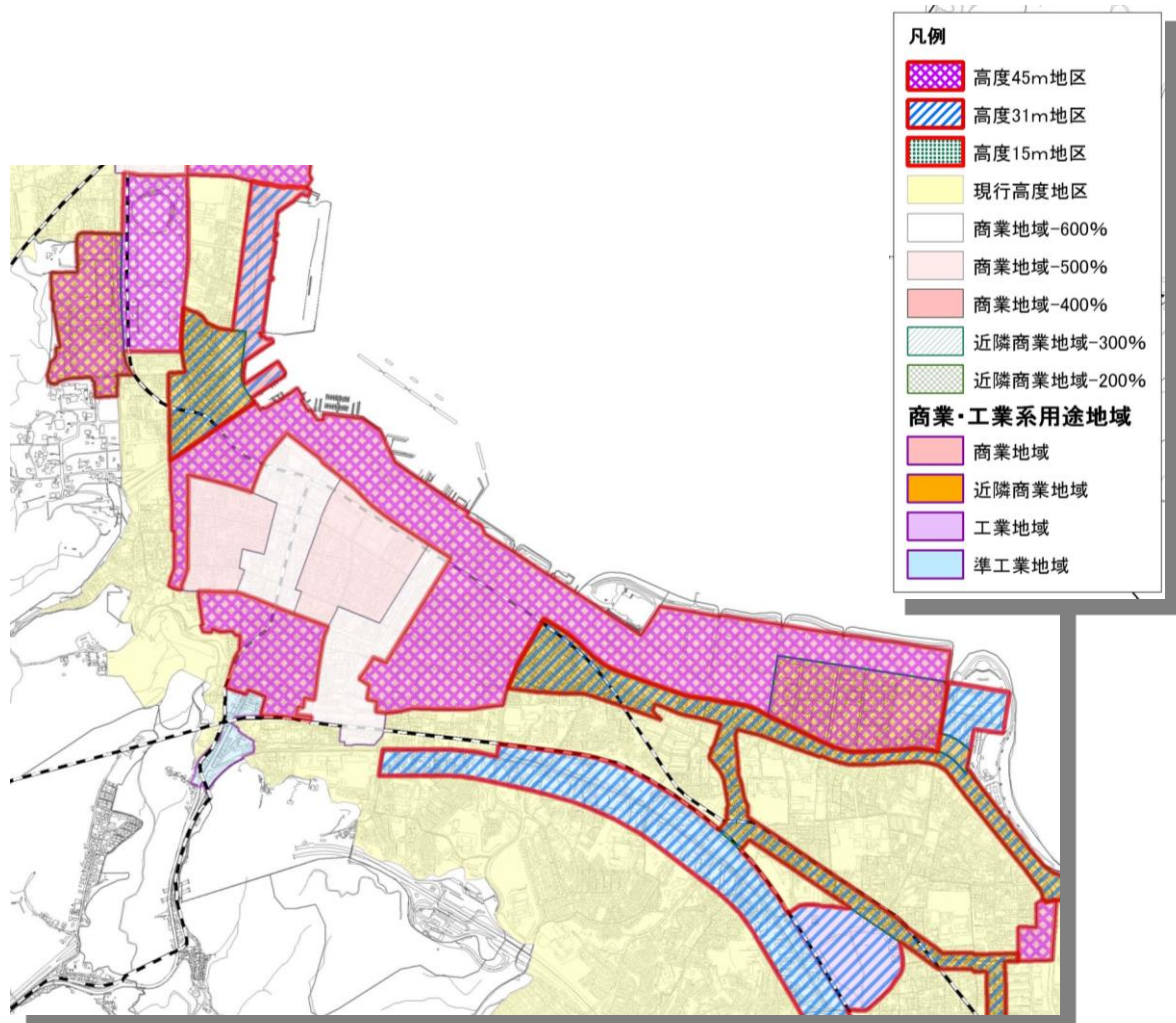 凡例
高度45m地区
高度31m地区
高度15m地区
現行高度地区
商業地域-600%
商業地域-500%
商業地域-400%
近隣商業地域-300%
近隣商業地域-200%
商業・工業系用途地域
商業地域
近隣商業地域
工業地域
準工業地域